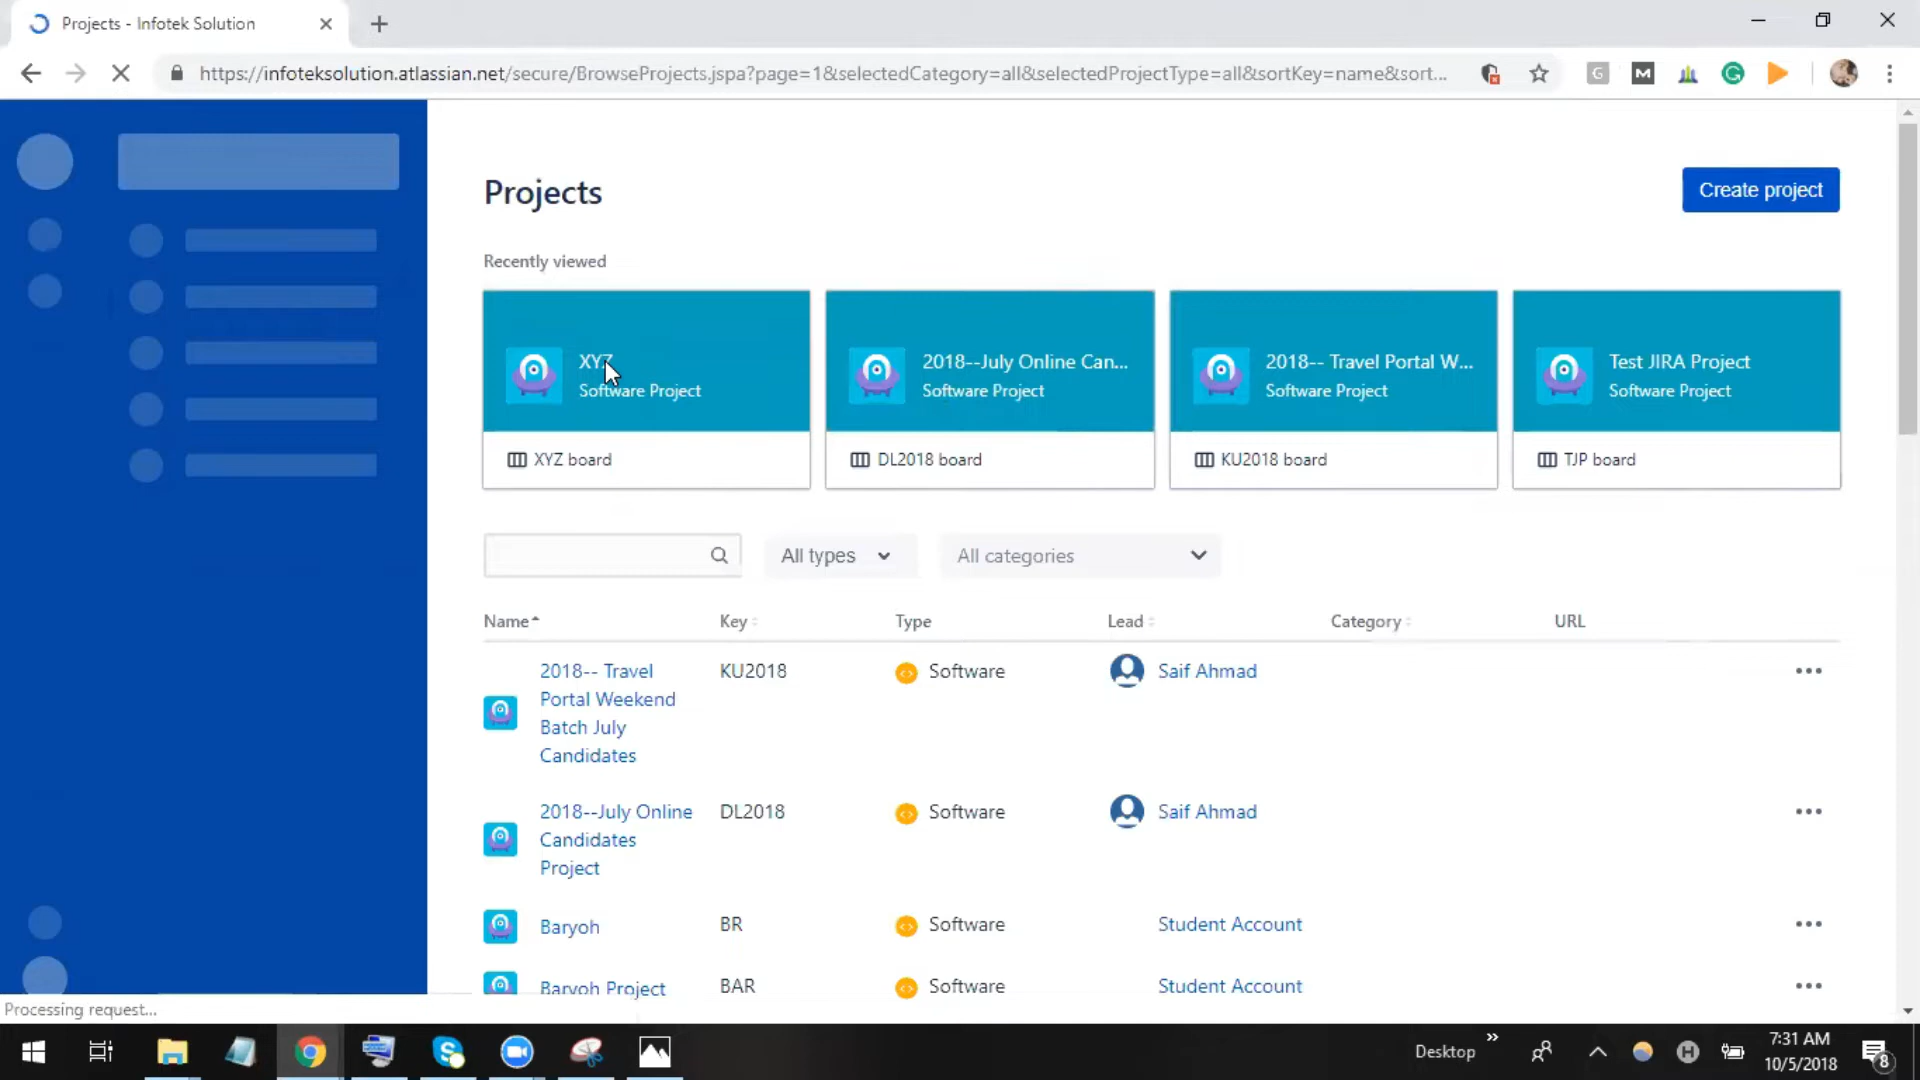 Projects - Infotek Solution
https://infoteksolution.atlassian.net/secure/BrowseProjects.jspa?page=1&selectedCategory=all&selectedProjectType=all&sortKey=name&sort...
Projects
Create project
Recently viewed
XYZ
Software Project
XYZ board
2018--July Online Can...
Software Project
DL2018 board
2018-- Travel Portal W...
Software Project
KU2018 board
Test JIRA Project
Software Project
TJP board
All types
All categories
Name Key Type Lead Category URL
2018-- Travel
Portal Weekend
Batch July
Candidates
KU2018
Software
Saif Ahmad
2018--July Online
Candidates
Project
DL2018
Software
Saif Ahmad
Baryoh BR Software Student Account
Baryoh Project BAR Software Student Account
Processing request...
Desktop
7:31 AM
10/5/2018
8